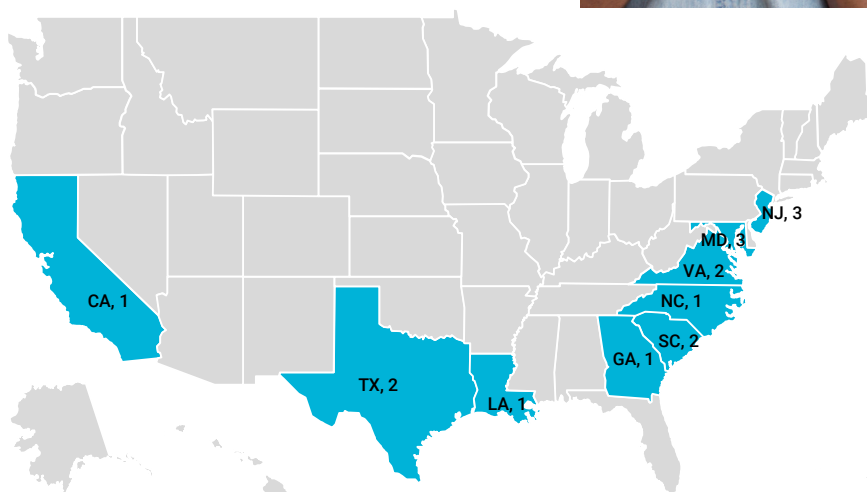 NJ, 3
MD, 3
VA, 2
CA, 1
NC, 1
SC, 2
GA, 1
TX, 2
LA, 1